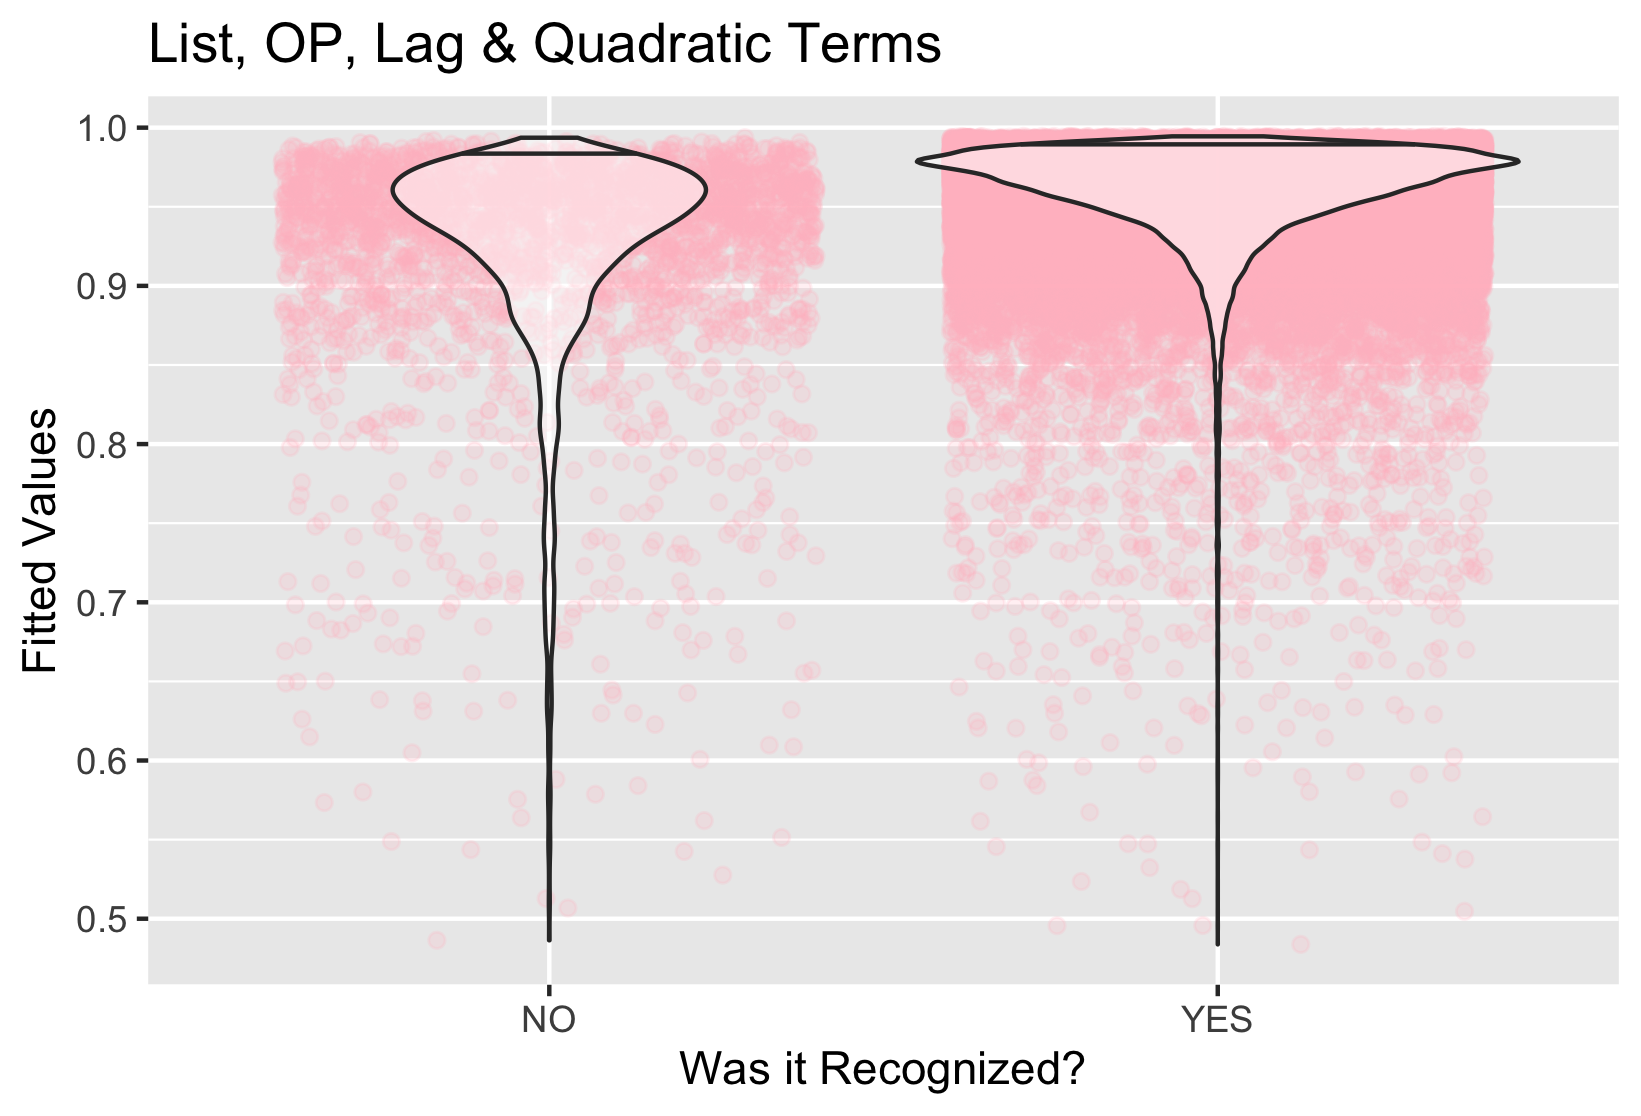 List, OP, Lag & Quadratic Terms
1.0
0.9
0.8
0.7
0.6
0.5
Fitted Values
NO
YES
Was it Recognized?